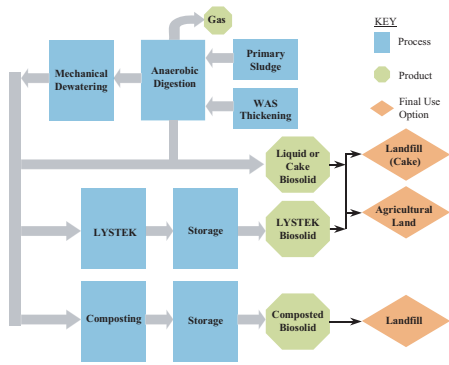 Gas
KEY
Process
Product
Final Use
Option
Mechanical
Dewatering
Anaerobic
Digestion
Primary
Sludge
WAS
Thickening
Liquid or
Cake
Biosolid
Landfill
(Cake)
LYSTEK
Storage
LYSTEK
Biosolid
Agricultural
Land
Composting
Storage
Composted
Biosolid
Landfill